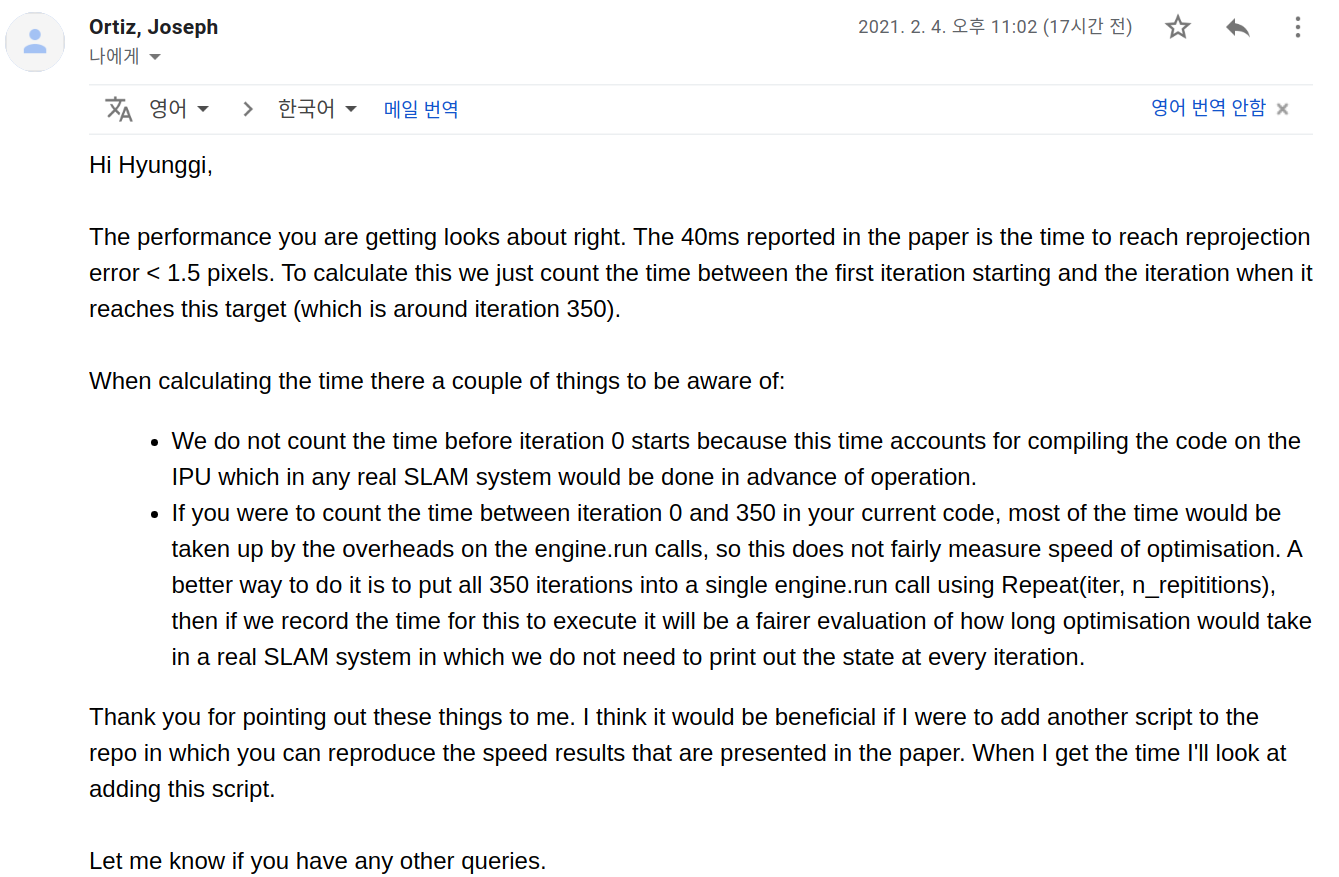 Ortiz, Joseph
2021. 2. 4. 오후 11:02 (17시간 전)
나에게
영어
한국어
메일 번역
영어 번역 안함
Hi Hyunggi,
The performance you are getting looks about right. The 40ms reported in the paper is the time to reach reprojection
error < 1.5 pixels. To calculate this we just count the time between the first iteration starting and the iteration when it
reaches this target (which is around iteration 350).
When calculating the time there a couple of things to be aware of:
• We do not count the time before iteration 0 starts because this time accounts for compiling the code on the
IPU which in any real SLAM system would be done in advance of operation.
• If you were to count the time between iteration 0 and 350 in your current code, most of the time would be
taken up by the overheads on the engine.run calls, so this does not fairly measure speed of optimisation. A
better way to do it is to put all 350 iterations into a single engine.run call using Repeat(iter, n_repititions),
then if we record the time for this to execute it will be a fairer evaluation of how long optimisation would take
in a real SLAM system in which we do not need to print out the state at every iteration.
Thank you for pointing out these things to me. I think it would be beneficial if I were to add another script to the
repo in which you can reproduce the speed results that are presented in the paper. When I get the time I'll look at
adding this script.
Let me know if you have any other queries.